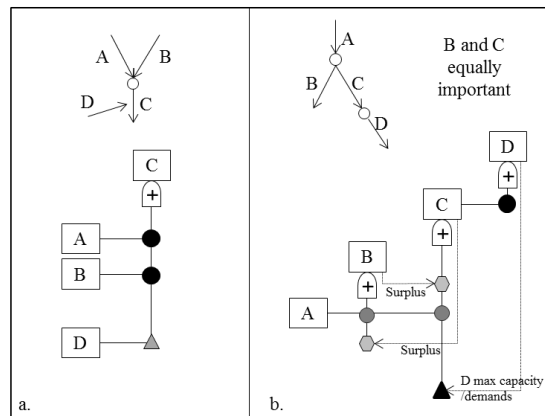 A
B
D
C
C
+
A
B
D
a.
A
B
C
D
B and C
equally
important
D
+
C
+
B
+
Surplus
A
Surplus
D max capacity
/demands
b.